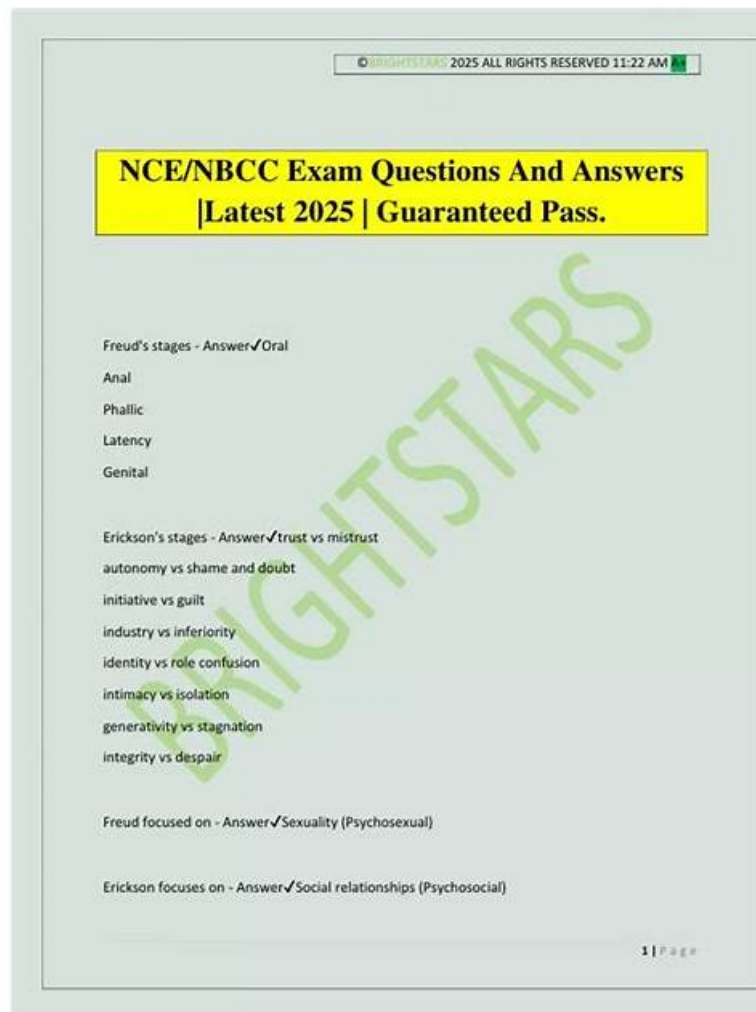 ©BRIGHTSTARS 2025 ALL RIGHTS RESERVED 11:22 AM A+
NCE/NBCC Exam Questions And Answers
|Latest 2025 | Guaranteed Pass.
Freud's stages - Answer✓Oral
Anal
Phallic
Latency
Genital
Erickson's stages - Answer✓trust vs mistrust
autonomy vs shame and doubt
initiative vs guilt
industry vs inferiority
identity vs role confusion
intimacy vs isolation
generativity vs stagnation
integrity vs despair
Freud focused on - Answer✓Sexuality (Psychosexual)
Erickson focuses on - Answer✓Social relationships (Psychosocial)
BRIGHTSTARS
1 | Page